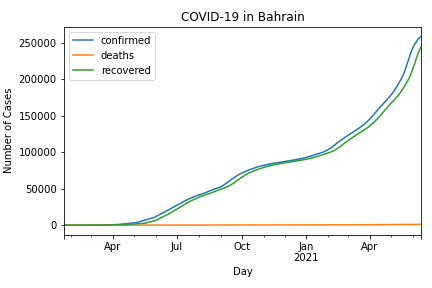 COVID-19 in Bahrain
confirmed
deaths
recovered
250000
200000
150000
100000
50000
0
Number of Cases
Apr
Jul
Oct
Jan
2021
Apr
Day